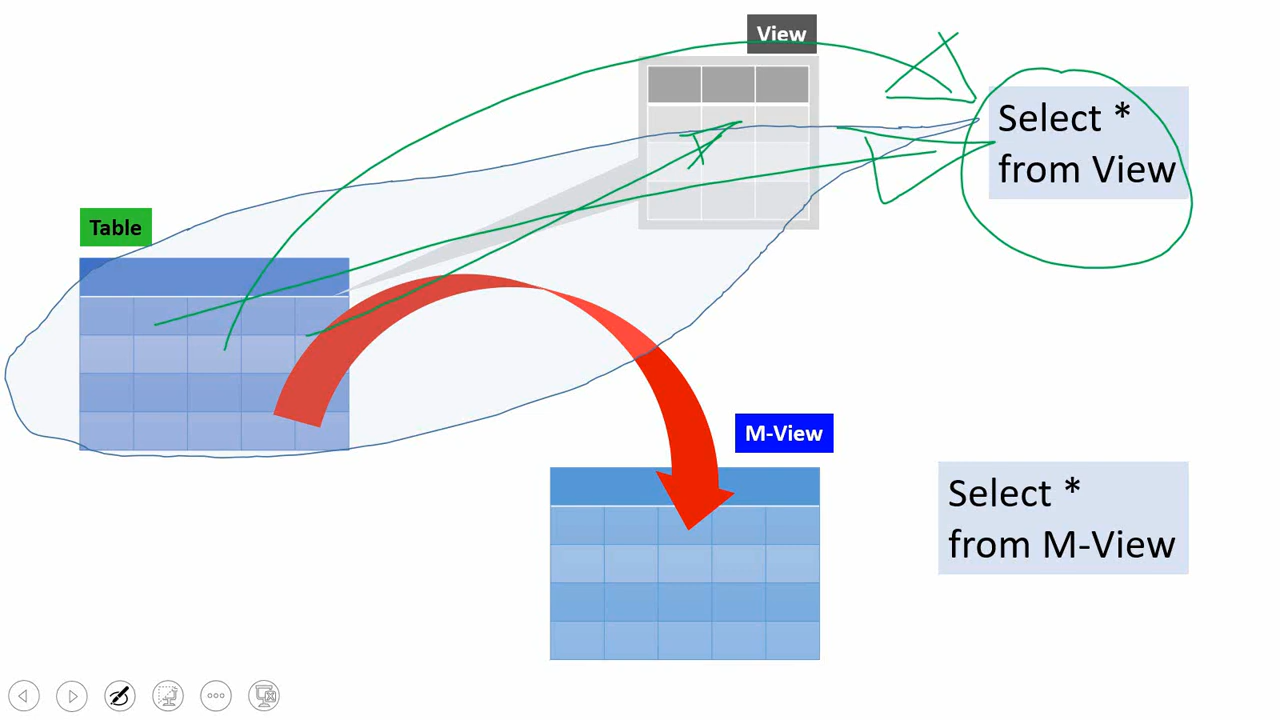 View
Select *
from View
Table
M-View
Select *
from M-View